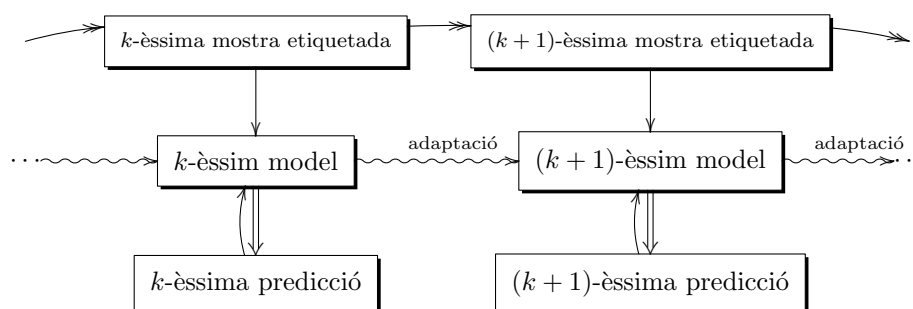 k-èssima mostra etiquetada
(k + 1)-èssima mostra etiquetada
adaptació
adaptació
· · ·
k-èssim model
(k + 1)-èssim model
· · ·
k-èssima predicció
(k + 1)-èssima predicció